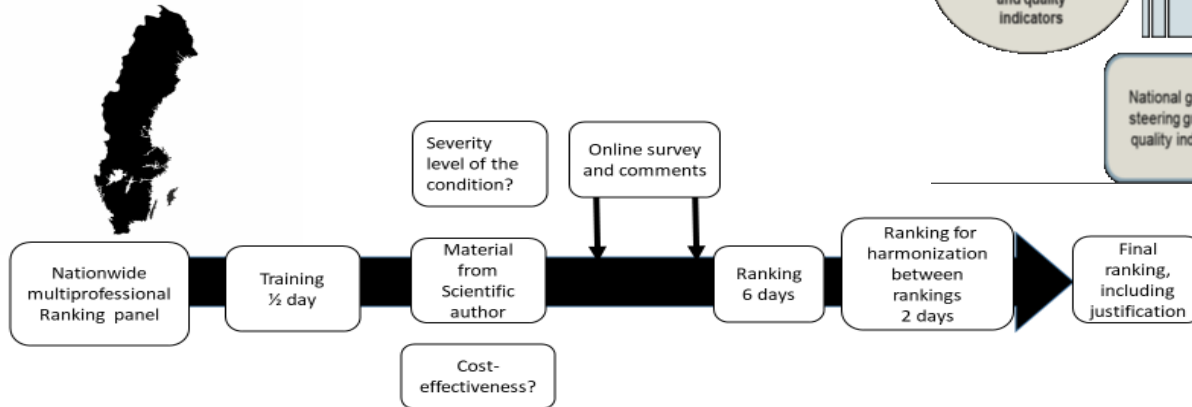 and quality
indicators
National
steering
quality
Severity
level of the
condition?
Online survey
and comments
Nationwide
multiprofessional
Ranking panel
Training
½ day
Material
from
Scientific
author
Ranking
6 days
Ranking for
harmonization
between
rankings
2 days
Final
ranking,
including
justification
Cost-
effectiveness?